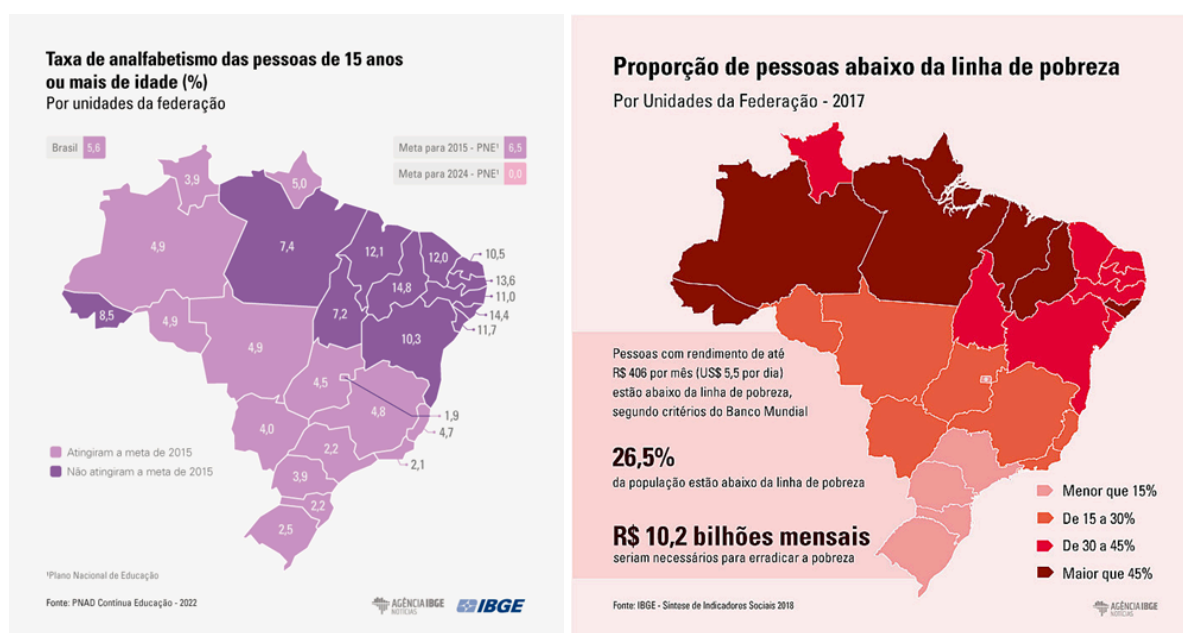 Taxa de analfabetismo das pessoas de 15 anos
ou mais de idade (%)
Por unidades da federação
Brasil 5,6
Meta para 2015 - PNE¹ 6,5
Meta para 2024 - PNE¹ 0,0
3,9
5,0
4,9
7,4
12,1
12,0
10,5
13,6
11,0
14,4
11,7
14,8
8,5
4,9
7,2
10,3
4,9
4,5
4,8
1,9
4,7
4,0
2,2
2,1
3,9
2,2
2,5
Atingiram a meta de 2015
Não atingiram a meta de 2015
¹Plano Nacional de Educação
Fonte: PNAD Contínua Educação - 2022
AGÊNCIA IBGE
NOTÍCIAS
IBGE
Proporção de pessoas abaixo da linha de pobreza
Por Unidades da Federação - 2017
Pessoas com rendimento de até
R$ 406 por mês (US$ 5,5 por dia)
estão abaixo da linha de pobreza,
segundo critérios do Banco Mundial
26,5%
da população estão abaixo da linha de pobreza
R$ 10,2 bilhões mensais
seriam necessários para erradicar a pobreza
Menor que 15%
De 15 a 30%
De 30 a 45%
Maior que 45%
Fonte: IBGE - Síntese de Indicadores Sociais 2018
AGÊNCIA IBGE
NOTÍCIAS